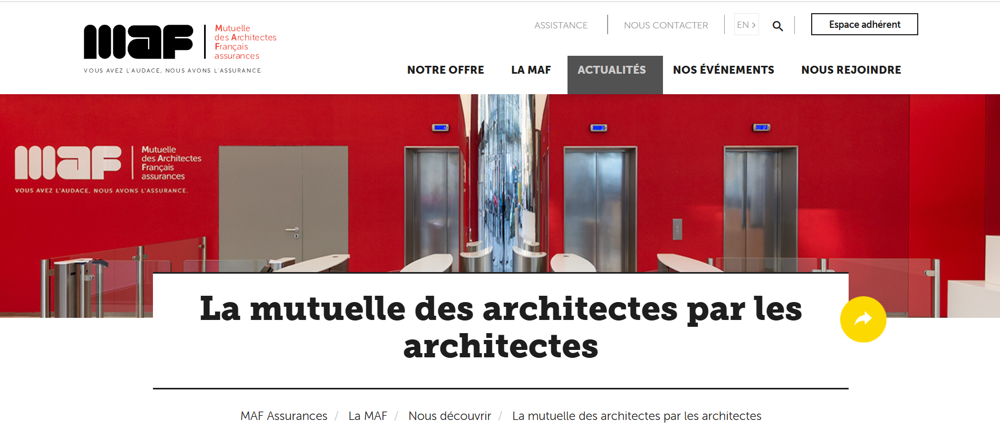 maf
Mutuelle
des Architectes
Français
assurances
VOUS AVEZ L'AUDACE, NOUS AVONS L'ASSURANCE.
ASSISTANCE
NOUS CONTACTER
EN >
Espace adhérent
NOTRE OFFRE
LA MAF
ACTUALITÉS
NOS ÉVÉNEMENTS
NOUS REJOINDRE
maf
Mutuelle
des Architectes
Français
assurances
VOUS AVEZ L'AUDACE, NOUS AVONS L'ASSURANCE.
La mutuelle des architectes par les
architectes
MAF Assurances / La MAF / Nous découvrir / La mutuelle des architectes par les architectes